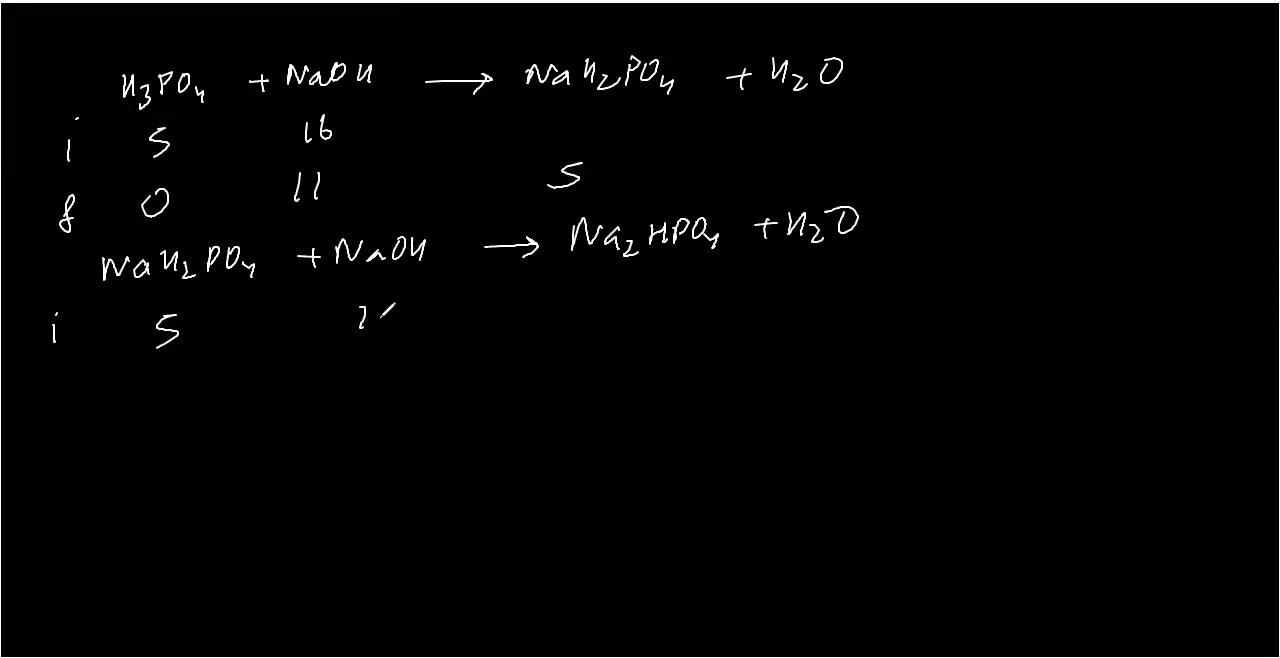 H₃PO₄ + NaOH → NaH₂PO₄ + H₂O
i 5 16
f 0 11 5
NaH₂PO₄ + NaOH → Na₂HPO₄ + H₂O
i 5